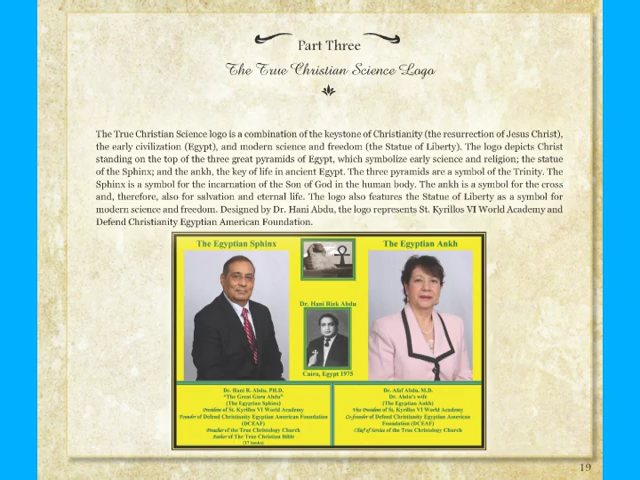 Part Three
The True Christian Science Logo
The True Christian Science logo is a combination of the keystone of Christianity (the resurrection of Jesus Christ),
the early civilization (Egypt), and modern science and freedom (the Statue of Liberty). The logo depicts Christ
standing on the top of the three great pyramids of Egypt, which symbolize early science and religion; the statue
of the Sphinx; and the ankh, the key of life in ancient Egypt. The three pyramids are a symbol of the Trinity. The
Sphinx is a symbol for the incarnation of the Son of God in the human body. The ankh is a symbol for the cross
and, therefore, also for salvation and eternal life. The logo also features the Statue of Liberty as a symbol for
modern science and freedom. Designed by Dr. Hani Abdu, the logo represents St. Kyrillos VI World Academy and
Defend Christianity Egyptian American Foundation.
The Egyptian Sphinx
The Egyptian Ankh
Dr. Hani Rizk Abdu
Cairo, Egypt 1975
Dr. Hani R. Abdu, PH.D.
"The Great Guru Abdu"
(The Egyptian Sphinx)
President of St. Kyrillos VI World Academy
Founder of Defend Christianity Egyptian American Foundation
(DCEAF)
Preacher of the True Christology Church
Author of The True Christian Bible
(17 books)
Dr. Afaf Abdu, M.D.
Dr. Abdu's wife
(The Egyptian Ankh)
Vice President of St. Kyrillos VI World Academy
Co-founder of Defend Christianity Egyptian American
Foundation (DCEAF)
Chief of Service of the True Christology Church
19